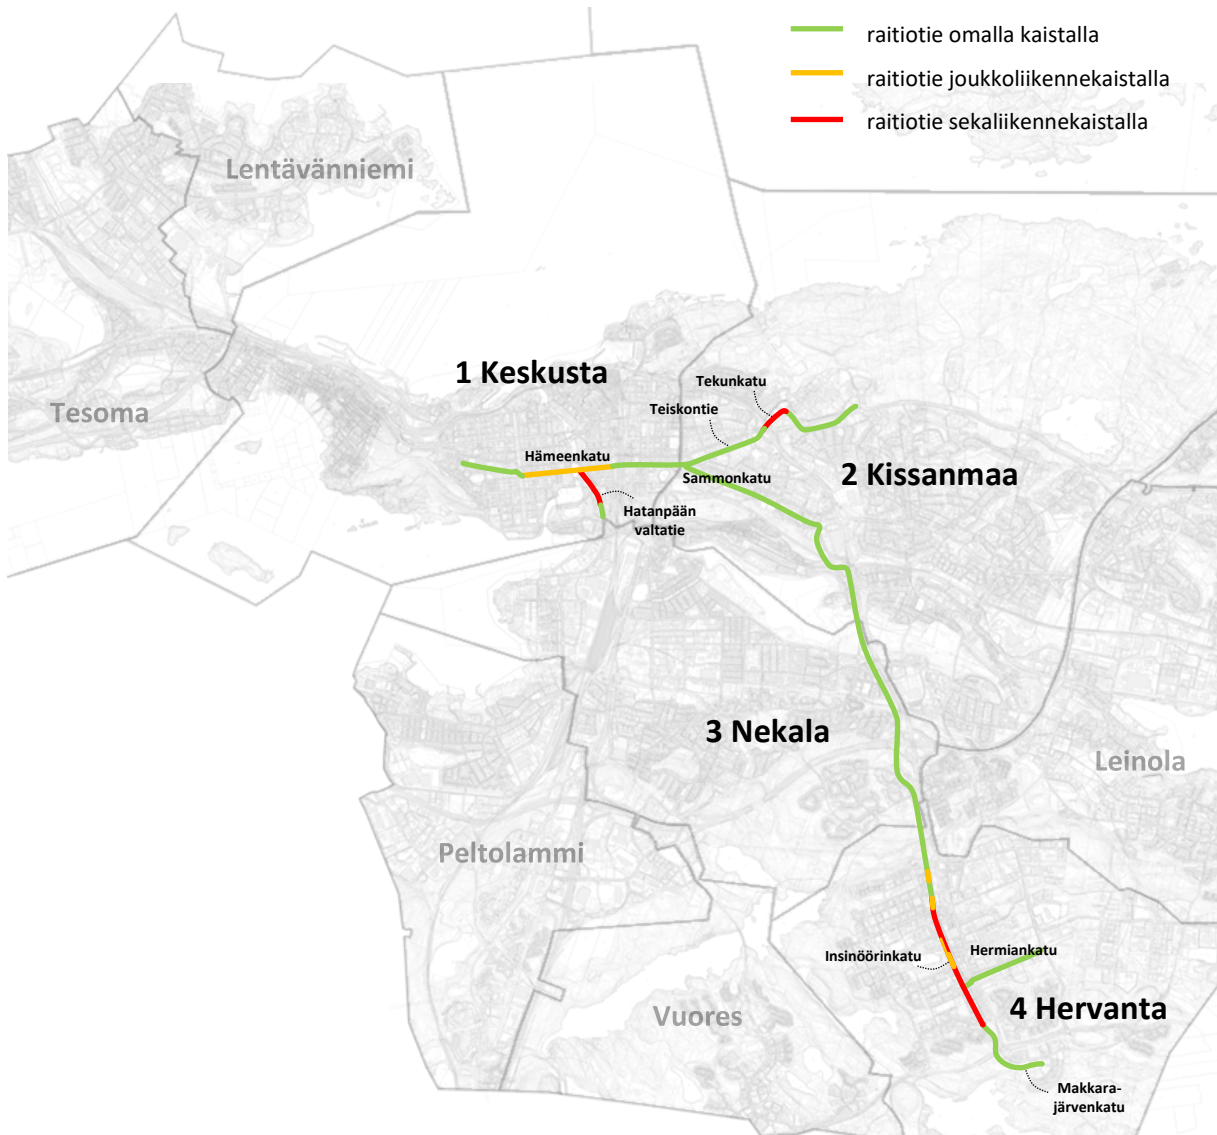 raitiotie omalla kaistalla
raitiotie joukkoliikennekaistalla
raitiotie sekaliikennekaistalla
Lentävänniemi
1 Keskusta
Tekunkatu
Tesoma
Teiskontie
Hämeenkatu
Sammonkatu
2 Kissanmaa
Hatanpään
valtatie
3 Nekala
Leinola
Peltolammi
Insinöörinkatu
Hermiankatu
Vuores
4 Hervanta
Makkara-
järvenkatu